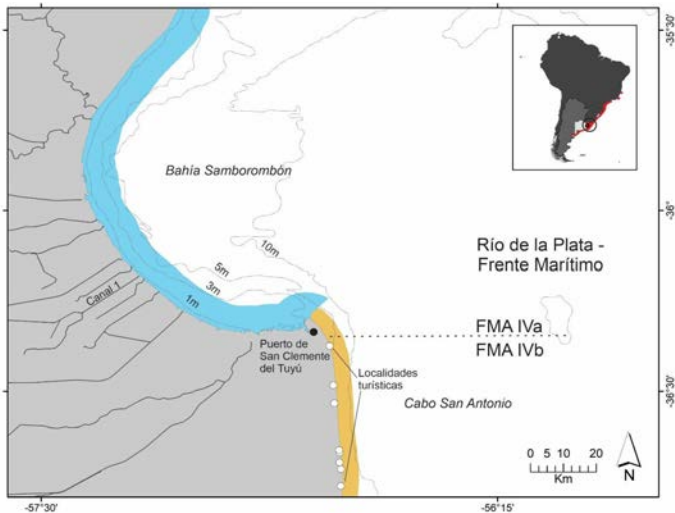 -35°30'
Bahía Samborombón
-36°
10m
Río de la Plata -
Frente Marítimo
5m
3m
Canal 1
1m
FMA IVa
FMA IVb
Puerto de
San Clemente
del Tuyú
Localidades
turísticas
Cabo San Antonio
-36°30'
0 5 10 20
Km
N
-57°30'
-56°15'